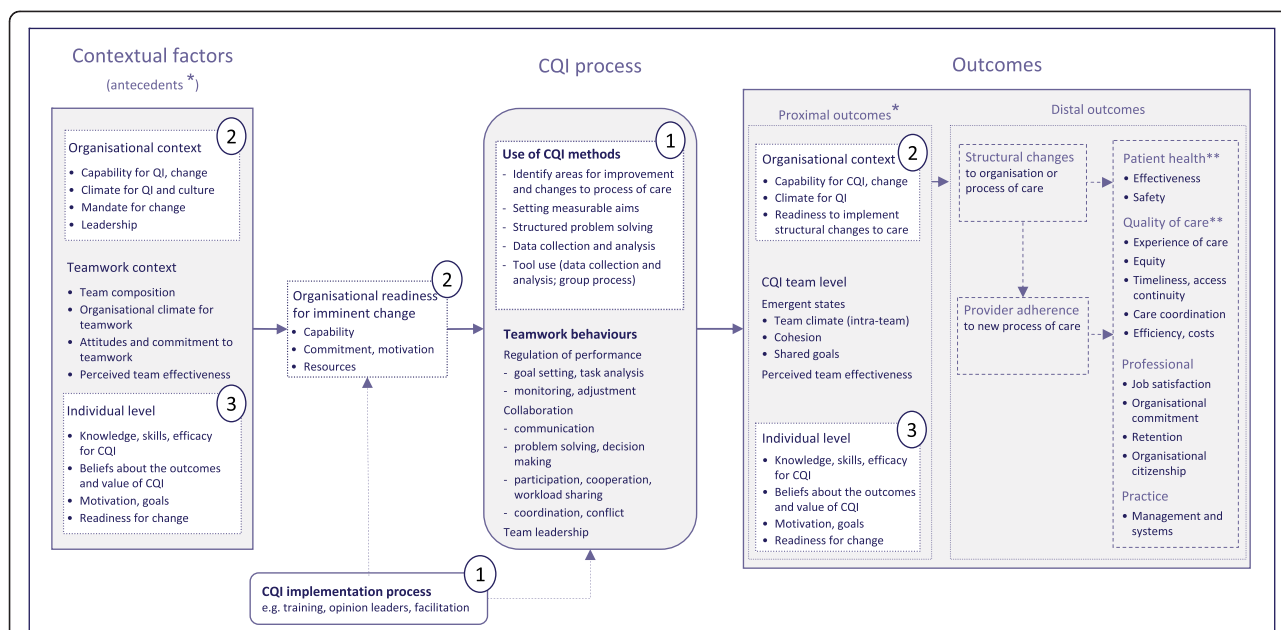 Contextual factors
(antecedents *)
2
Organisational context
• Capability for QI, change
• Climate for QI and culture
• Mandate for change
• Leadership
Teamwork context
• Team composition
• Organisational climate for
teamwork
• Attitudes and commitment to
teamwork
• Perceived team effectiveness
3
Individual level
• Knowledge, skills, efficacy
for CQI
• Beliefs about the outcomes
and value of CQI
• Motivation, goals
• Readiness for change
2
Organisational readiness
for imminent change
• Capability
• Commitment, motivation
• Resources
1
CQI implementation process
e.g. training, opinion leaders, facilitation
CQI process
1
Use of CQI methods
- Identify areas for improvement
and changes to process of care
- Setting measurable aims
- Structured problem solving
- Data collection and analysis
- Tool use (data collection and
analysis; group process)
Teamwork behaviours
Regulation of performance
- goal setting, task analysis
- monitoring, adjustment
Collaboration
- communication
- problem solving, decision
making
- participation, cooperation,
workload sharing
- coordination, conflict
Team leadership
Outcomes
Proximal outcomes*
2
Organisational context
• Capability for CQI, change
• Climate for QI
• Readiness to implement
structural changes to care
CQI team level
Emergent states
• Team climate (intra-team)
• Cohesion
• Shared goals
Perceived team effectiveness
3
Individual level
• Knowledge, skills, efficacy
for CQI
• Beliefs about the outcomes
and value of CQI
• Motivation, goals
• Readiness for change
Distal outcomes
Structural changes
to organisation or
process of care
Provider adherence
to new process of care
Patient health**
• Effectiveness
• Safety
Quality of care**
• Experience of care
• Equity
• Timeliness, access
continuity
• Care coordination
• Efficiency, costs
Professional
• Job satisfaction
• Organisational
commitment
• Retention
• Organisational
citizenship
Practice
• Management and
systems